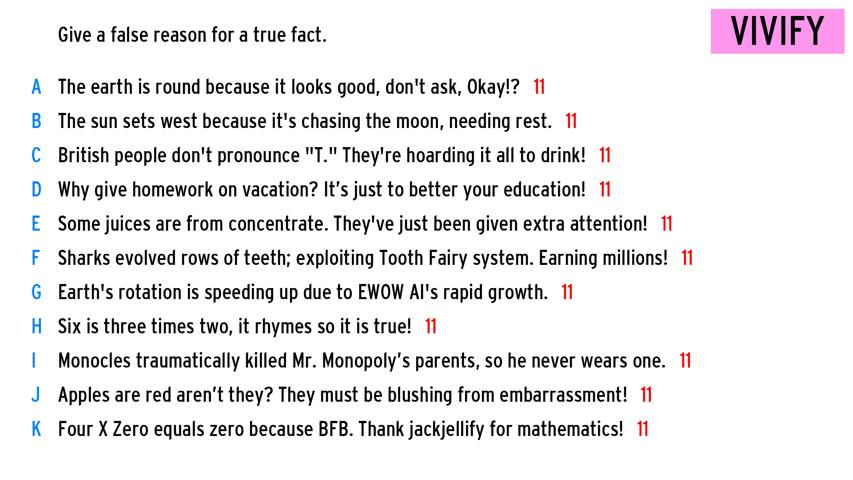 Give a false reason for a true fact.
VIVIFY
A The earth is round because it looks good, don't ask, Okay!? 11
B The sun sets west because it's chasing the moon, needing rest. 11
C British people don't pronounce "T." They're hoarding it all to drink! 11
D Why give homework on vacation? It’s just to better your education! 11
E Some juices are from concentrate. They've just been given extra attention! 11
F Sharks evolved rows of teeth; exploiting Tooth Fairy system. Earning millions! 11
G Earth's rotation is speeding up due to EWOW AI's rapid growth. 11
H Six is three times two, it rhymes so it is true! 11
I Monocles traumatically killed Mr. Monopoly’s parents, so he never wears one. 11
J Apples are red aren’t they? They must be blushing from embarrassment! 11
K Four X Zero equals zero because BFB. Thank jackjellify for mathematics! 11